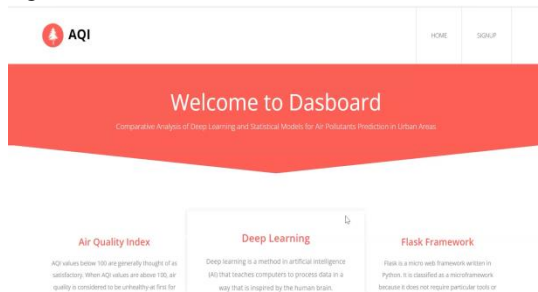 AQI
HOME
SIGNUP
Welcome to Dasboard
Comparative Analysis of Deep Learning and Statistical Models for Air Pollutants Prediction in Urban Areas
Air Quality Index
AQI values below 100 are generally thought of as
satisfactory. When AQI values are above 100, air
quality is considered to be unhealthy-at first for
Deep Learning
Deep learning is a method in artificial intelligence
(AI) that teaches computers to process data in a
way that is inspired by the human brain.
Flask Framework
Flask is a micro web framework written in
Python. It is classified as a microframework
because it does not require particular tools or